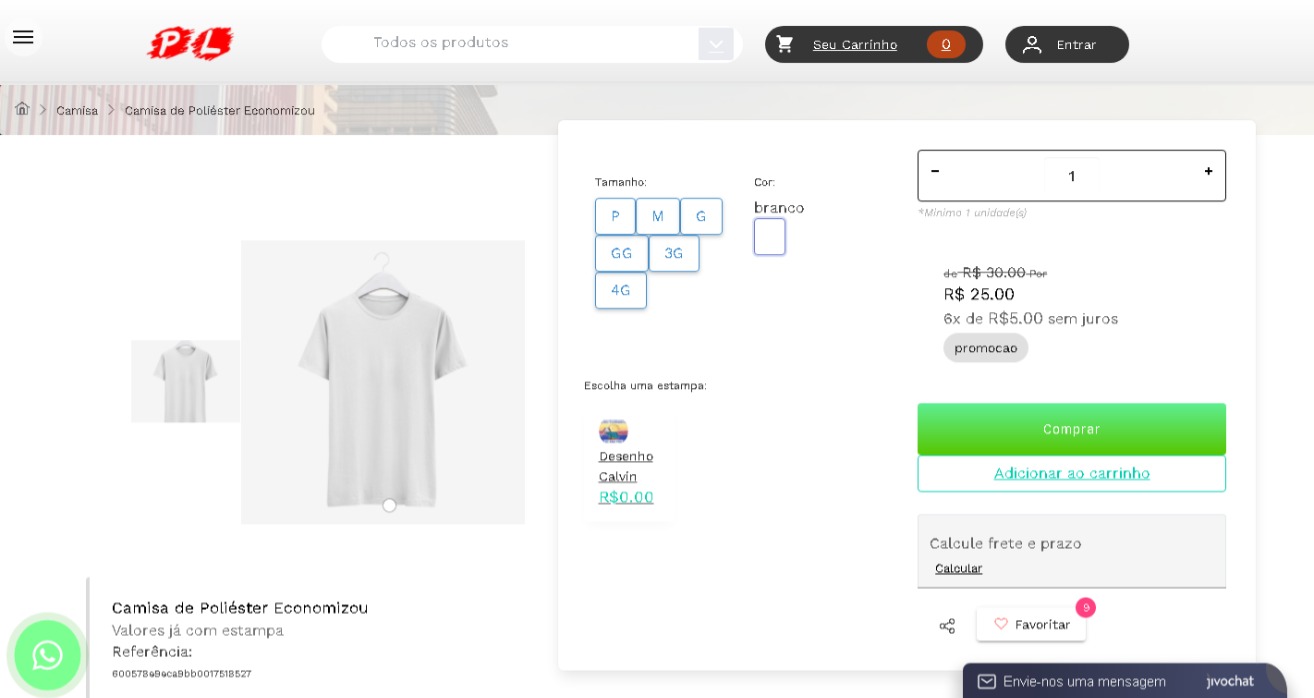 PL
Todos os produtos
Seu Carrinho
0
Entrar
Camisa
Camisa de Poliéster Economizou
Tamanho:
P
M
G
GG
3G
4G
Cor:
branco
-
1
+
*Mínimo 1 unidade(s)
de R$ 30.00 Por
R$ 25.00
6x de R$5.00 sem juros
promocao
Escolha uma estampa:
Desenho
Calvin
R$0.00
Comprar
Adicionar ao carrinho
Calcule frete e prazo
Calcular
9
Favoritar
Camisa de Poliéster Economizou
Valores já com estampa
Referência:
600578e9eca9bb0017518527
Envie-nos uma mensagem
jivochat